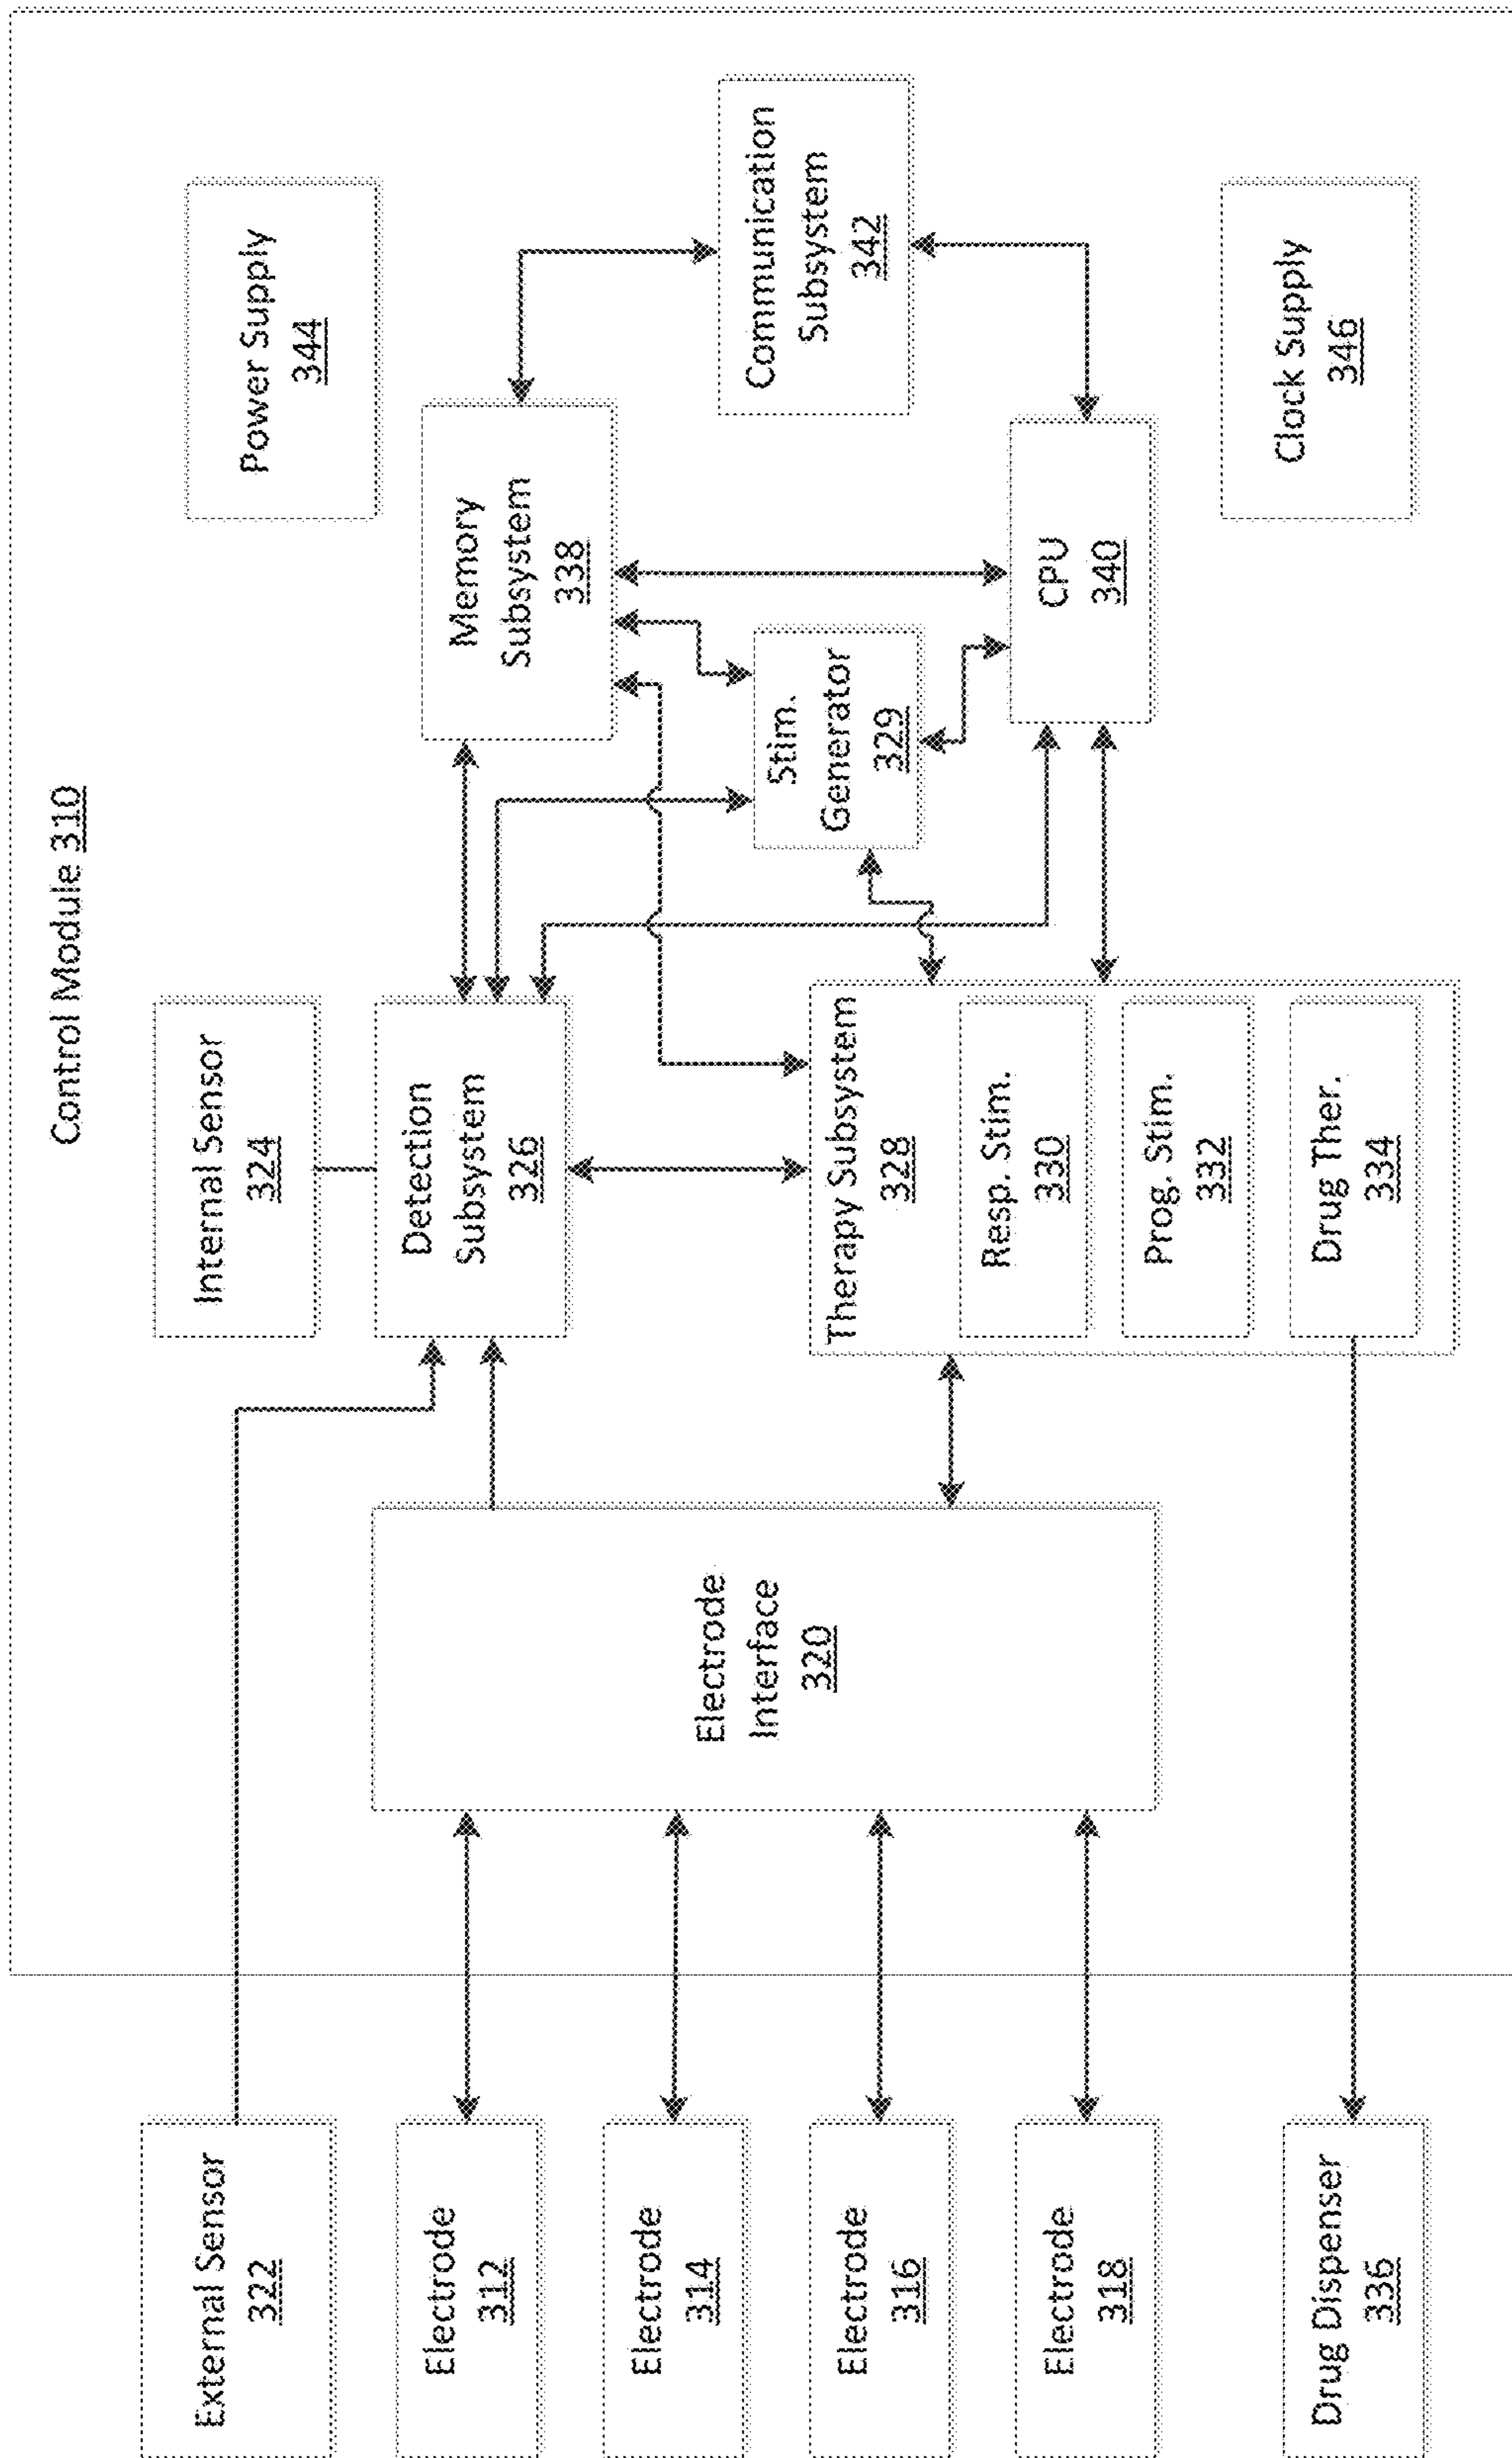 Control Module 310
External Sensor
322
Electrode
312
Electrode
314
Electrode
316
Electrode
318
Drug Dispenser
336
Electrode
Interface
320
Internal Sensor
324
Detection
Subsystem
326
Therapy Subsystem
328
Resp. Stim.
330
Prog. Stim.
332
Drug Ther.
334
Stim.
Generator
329
Memory
Subsystem
338
CPU
340
Power Supply
344
Communication
Subsystem
342
Clock Supply
346